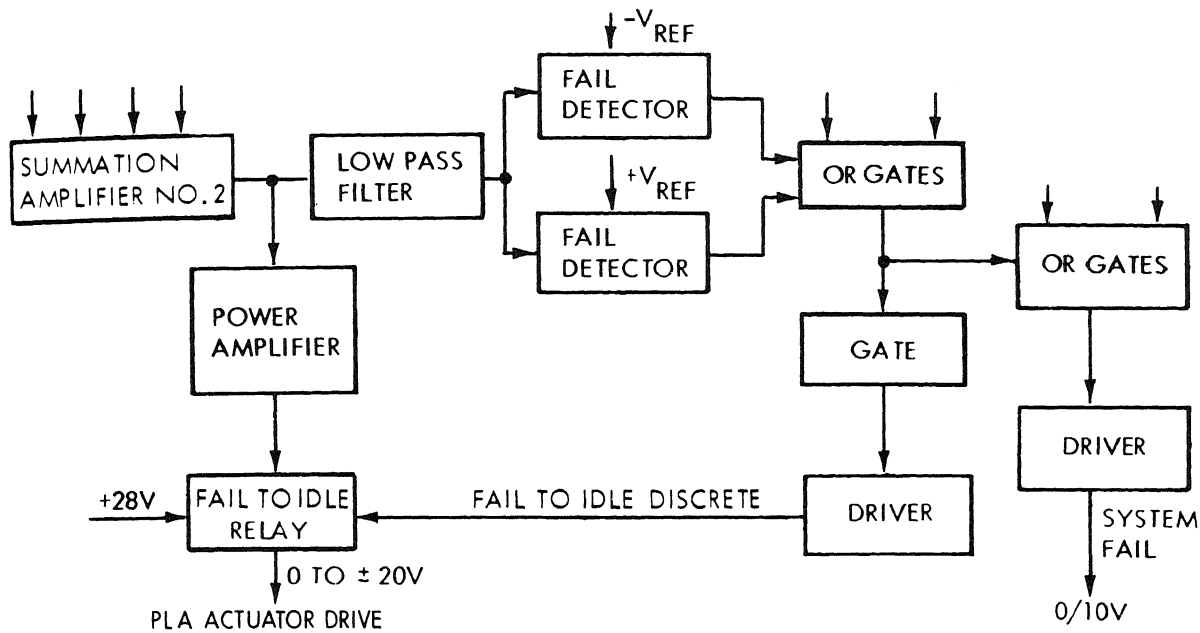 -VREF
FAIL
DETECTOR
SUMMATION
AMPLIFIER NO.2
LOW PASS
FILTER
+VREF
FAIL
DETECTOR
OR GATES
OR GATES
POWER
AMPLIFIER
GATE
DRIVER
+28V
FAIL TO IDLE
RELAY
FAIL TO IDLE DISCRETE
DRIVER
SYSTEM
FAIL
0 TO ± 20V
PLA ACTUATOR DRIVE
0/10V